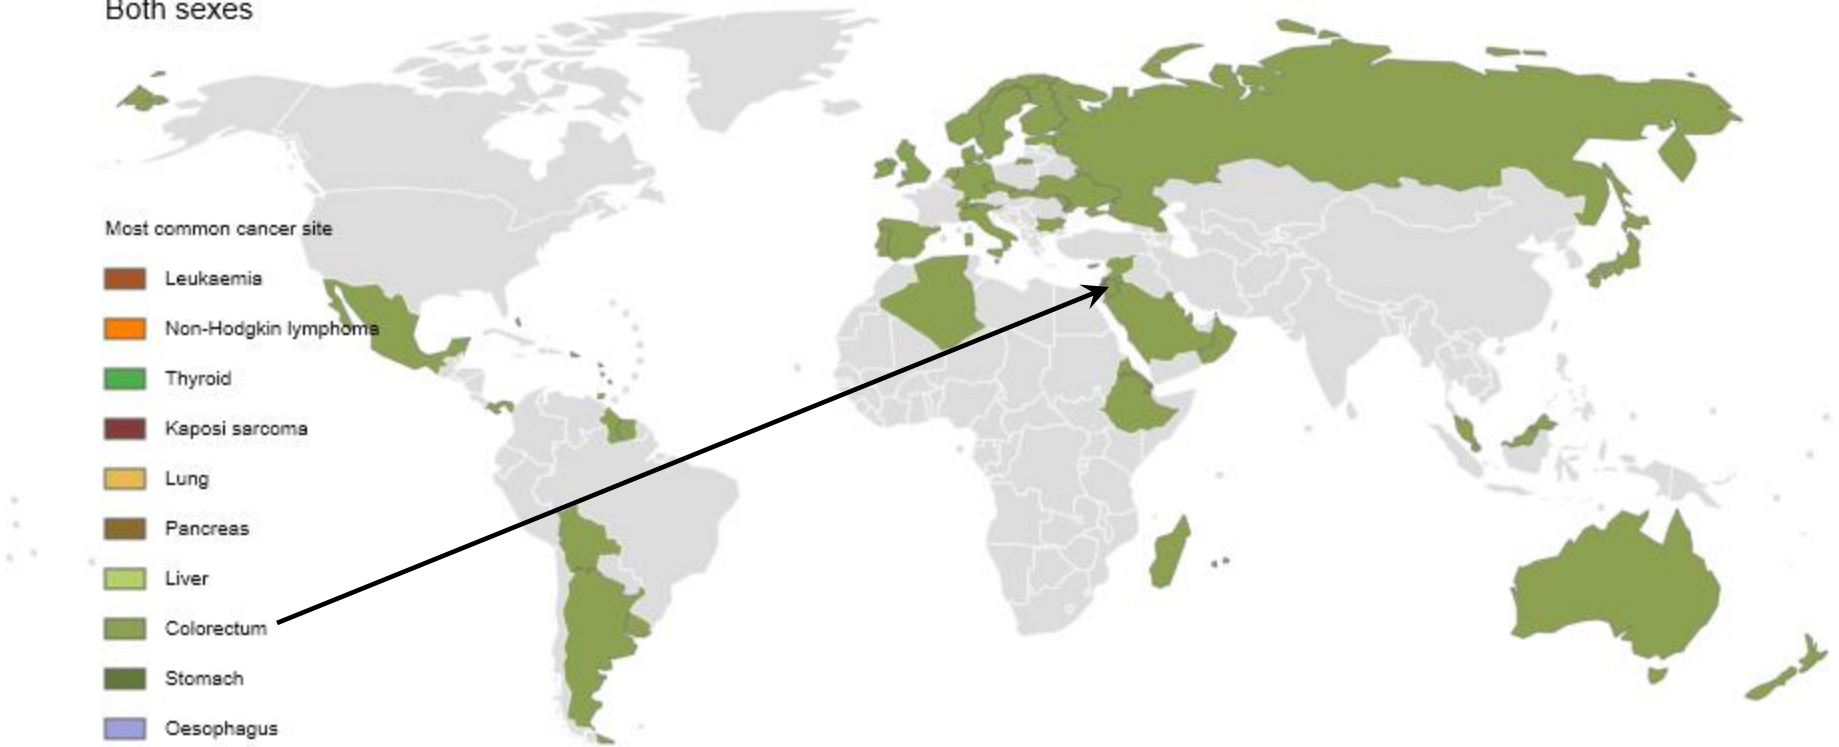 Both sexes
Most common cancer site
Leukaemia
Non-Hodgkin lymphoma
Thyroid
Kaposi sarcoma
Lung
Pancreas
Liver
Colorectum
Stomach
Oesophagus